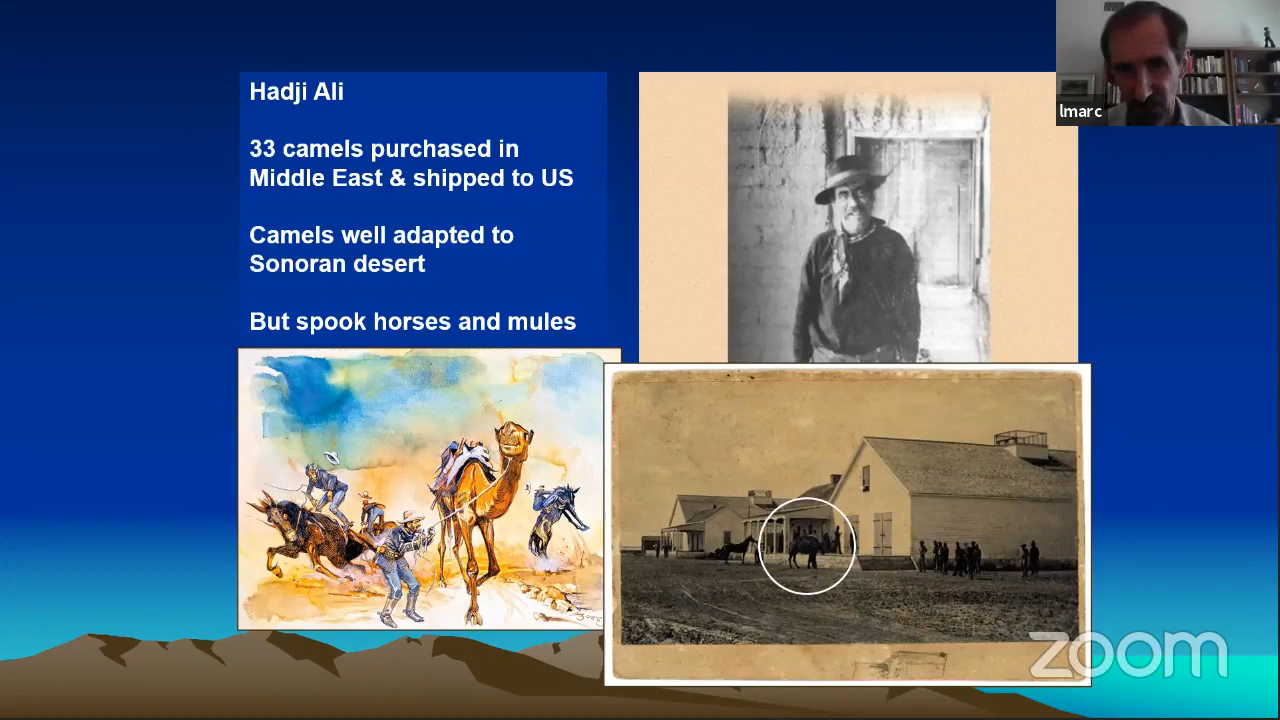 Hadji Ali
33 camels purchased in
Middle East & shipped to US
Camels well adapted to
Sonoran desert
But spook horses and mules
lmarc
zoom